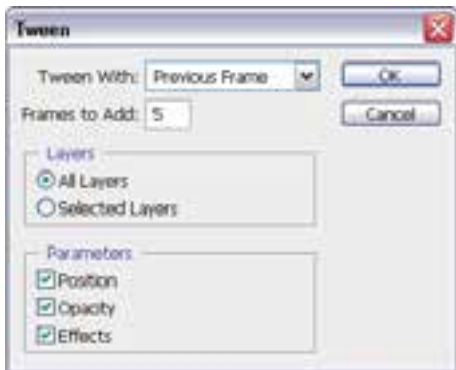 Tween
Tween With: Previous Frame
OK
Frames to Add: 5
Cancel
Layers
All Layers
Selected Layers
Parameters
Position
Opacity
Effects